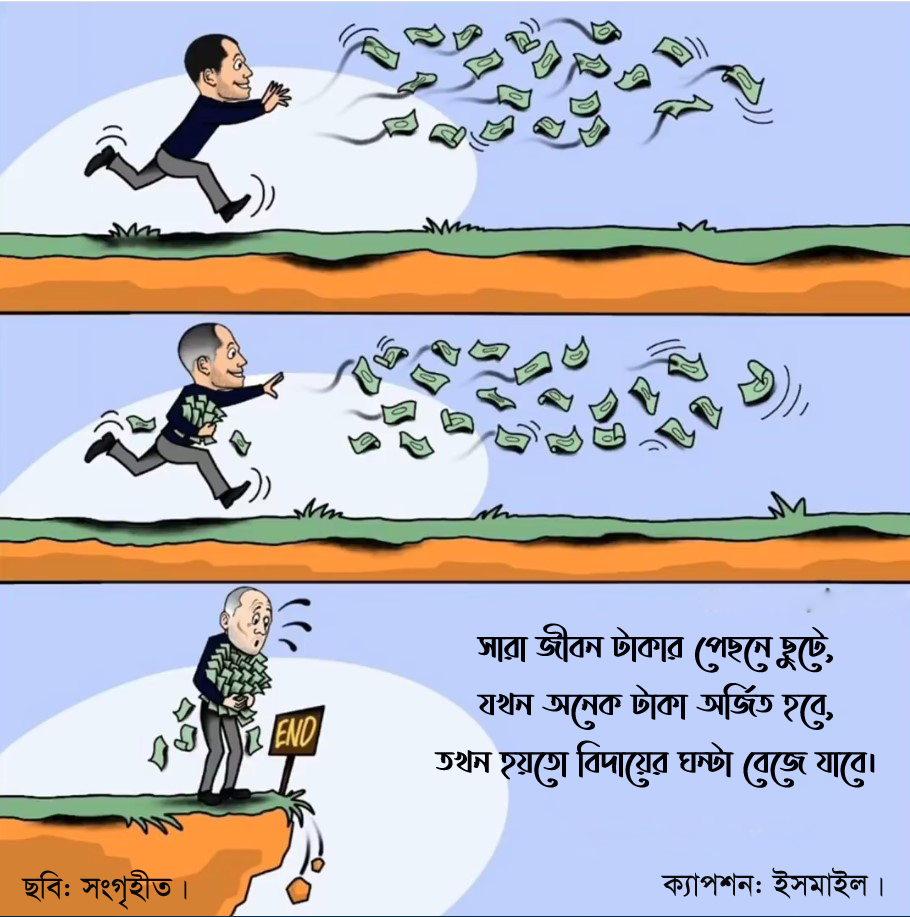 END
সারা জীবন টাকার পেছনে ছুটে,
যখন অনেক টাকা অর্জিত হবে,
তখন হয়তো বিদায়ের ঘন্টা বেজে যাবে।
ছবি: সংগৃহীত।
ক্যাপশন: ইসমাইল।